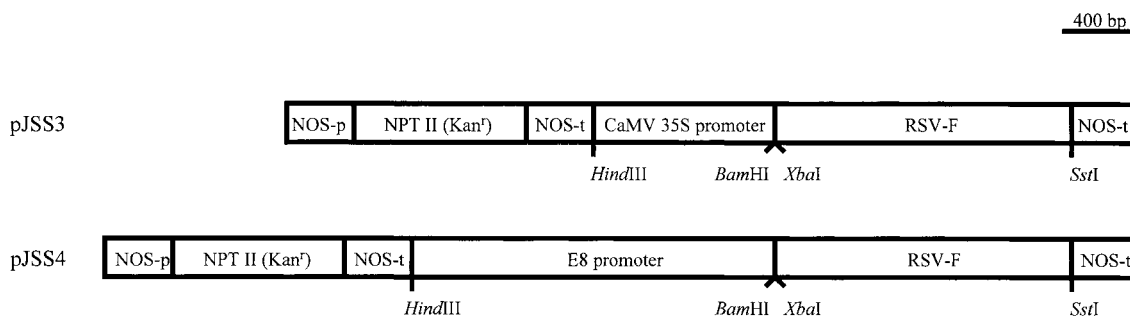 400 bp
pJSS3 NOS-p NPT II (Kanʳ) NOS-t CaMV 35S promoter RSV-F NOS-t
HindIII BamHI XbaI SstI
pJSS4 NOS-p NPT II (Kanʳ) NOS-t E8 promoter RSV-F NOS-t
HindIII BamHI XbaI SstI